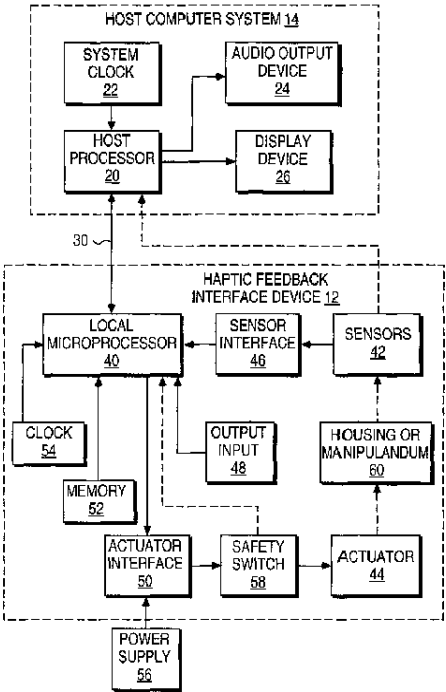 HOST COMPUTER SYSTEM 14
SYSTEM
CLOCK
22
AUDIO OUTPUT
DEVICE
24
HOST
PROCESSOR
20
DISPLAY
DEVICE
26
30
HAPTIC FEEDBACK
INTERFACE DEVICE 12
LOCAL
MICROPROCESSOR
40
SENSOR
INTERFACE
46
SENSORS
42
CLOCK
54
MEMORY
52
OUTPUT
INPUT
48
HOUSING OR
MANIPULANDUM
60
ACTUATOR
INTERFACE
50
SAFETY
SWITCH
58
ACTUATOR
44
POWER
SUPPLY
56